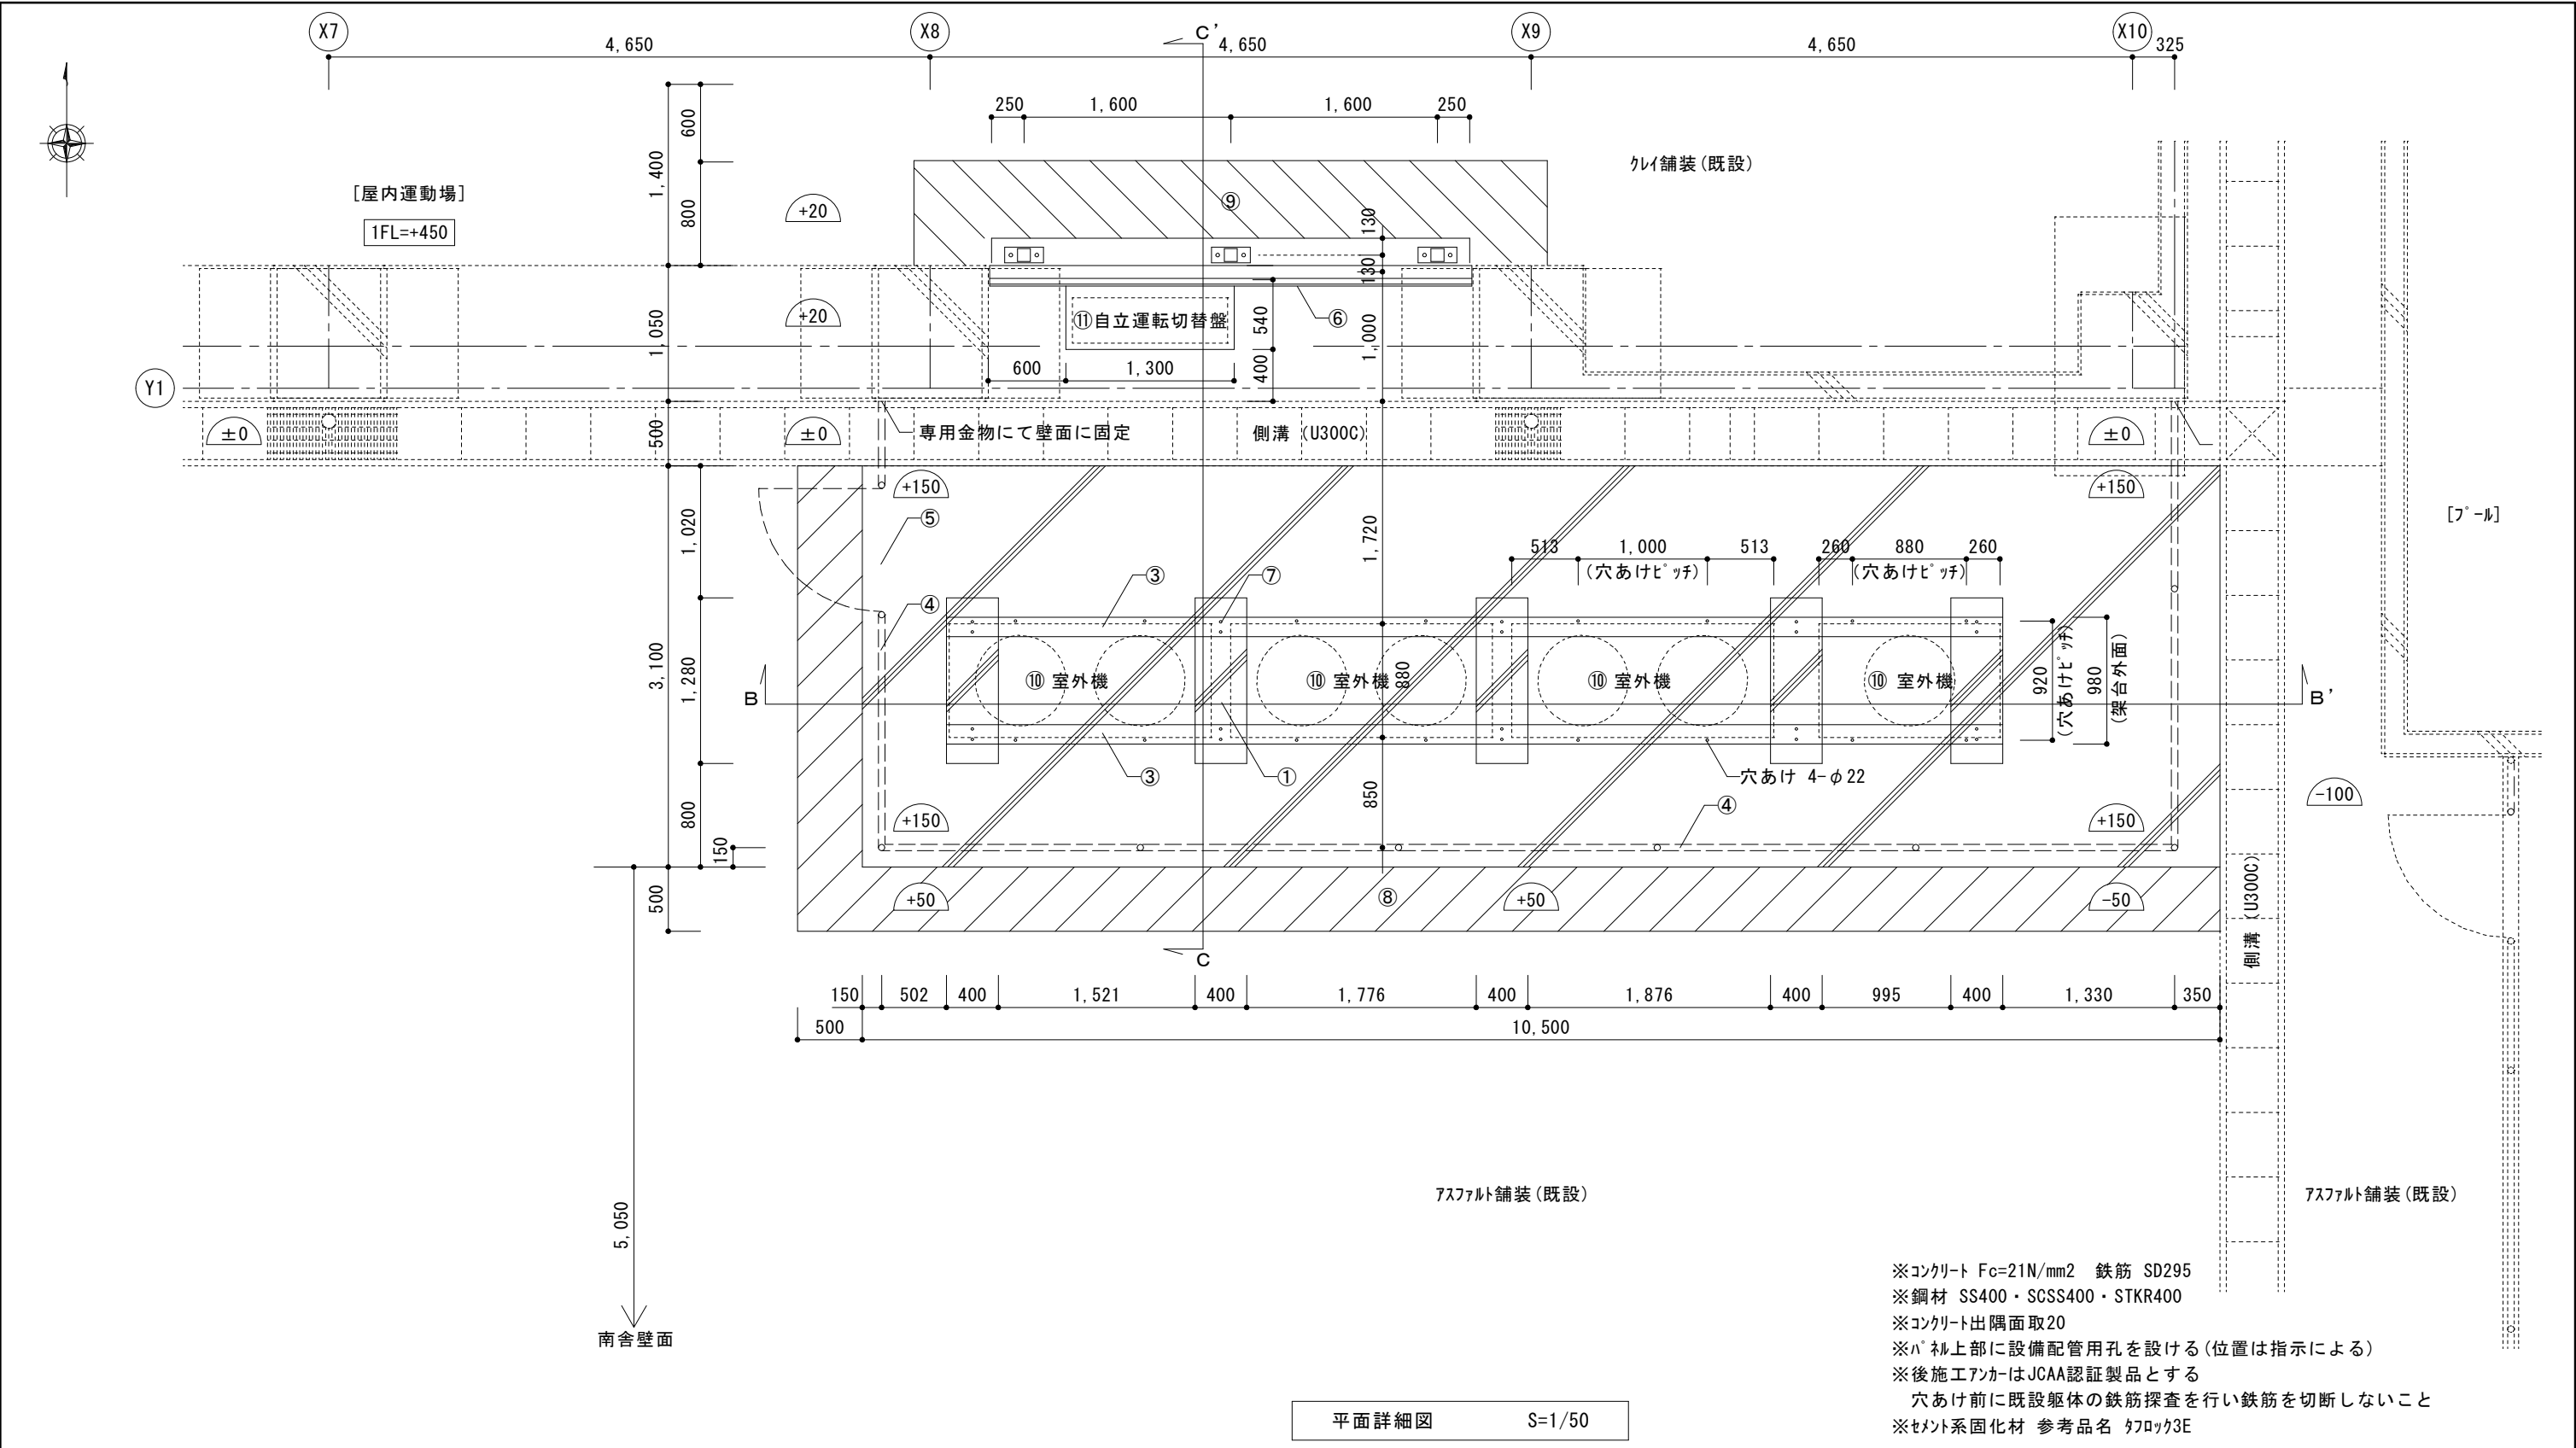 X7
X8
X9
X10
4,650
4,650
4,650
325
C'
250
1,600
1,600
250
600
1,400
800
[屋内運動場]
1FL=+450
+20
⑨
130
130
ｸﾚｲ舗装(既設)
+20
1,050
⑪自立運転切替盤
540
1,000
⑥
600
1,300
400
Y1
±0
500
±0
専用金物にて壁面に固定
側溝 (U300C)
±0
+150
+150
⑤
[ﾌﾟｰﾙ]
1,020
1,720
513
1,000
513
(穴あけﾋﾟｯﾁ)
260
880
260
(穴あけﾋﾟｯﾁ)
③
⑦
④
3,100
1,280
⑩ 室外機
⑩ 室外機
880
⑩ 室外機
⑩ 室外機
920
(穴あけﾋﾟｯﾁ)
980
(架台外面)
B
B'
③
①
穴あけ 4-φ22
④
800
850
150
+150
+150
-100
500
+50
⑧
+50
-50
側溝 (U300C)
C
150
502
400
1,521
400
1,776
400
1,876
400
995
400
1,330
350
500
10,500
5,050
南舎壁面
ｱｽﾌｧﾙﾄ舗装(既設)
ｱｽﾌｧﾙﾄ舗装(既設)
※ｺﾝｸﾘｰﾄ Fc=21N/mm2 鉄筋 SD295
※鋼材 SS400・SCSS400・STKR400
※ｺﾝｸﾘｰﾄ出隅面取20
※ﾊﾟﾈﾙ上部に設備配管用孔を設ける(位置は指示による)
※後施工ｱﾝｶｰはJCAA認証製品とする
穴あけ前に既設躯体の鉄筋探査を行い鉄筋を切断しないこと
※ｾﾒﾝﾄ系固化材 参考品名 ﾀﾌﾛｯｸ3E
平面詳細図 S=1/50